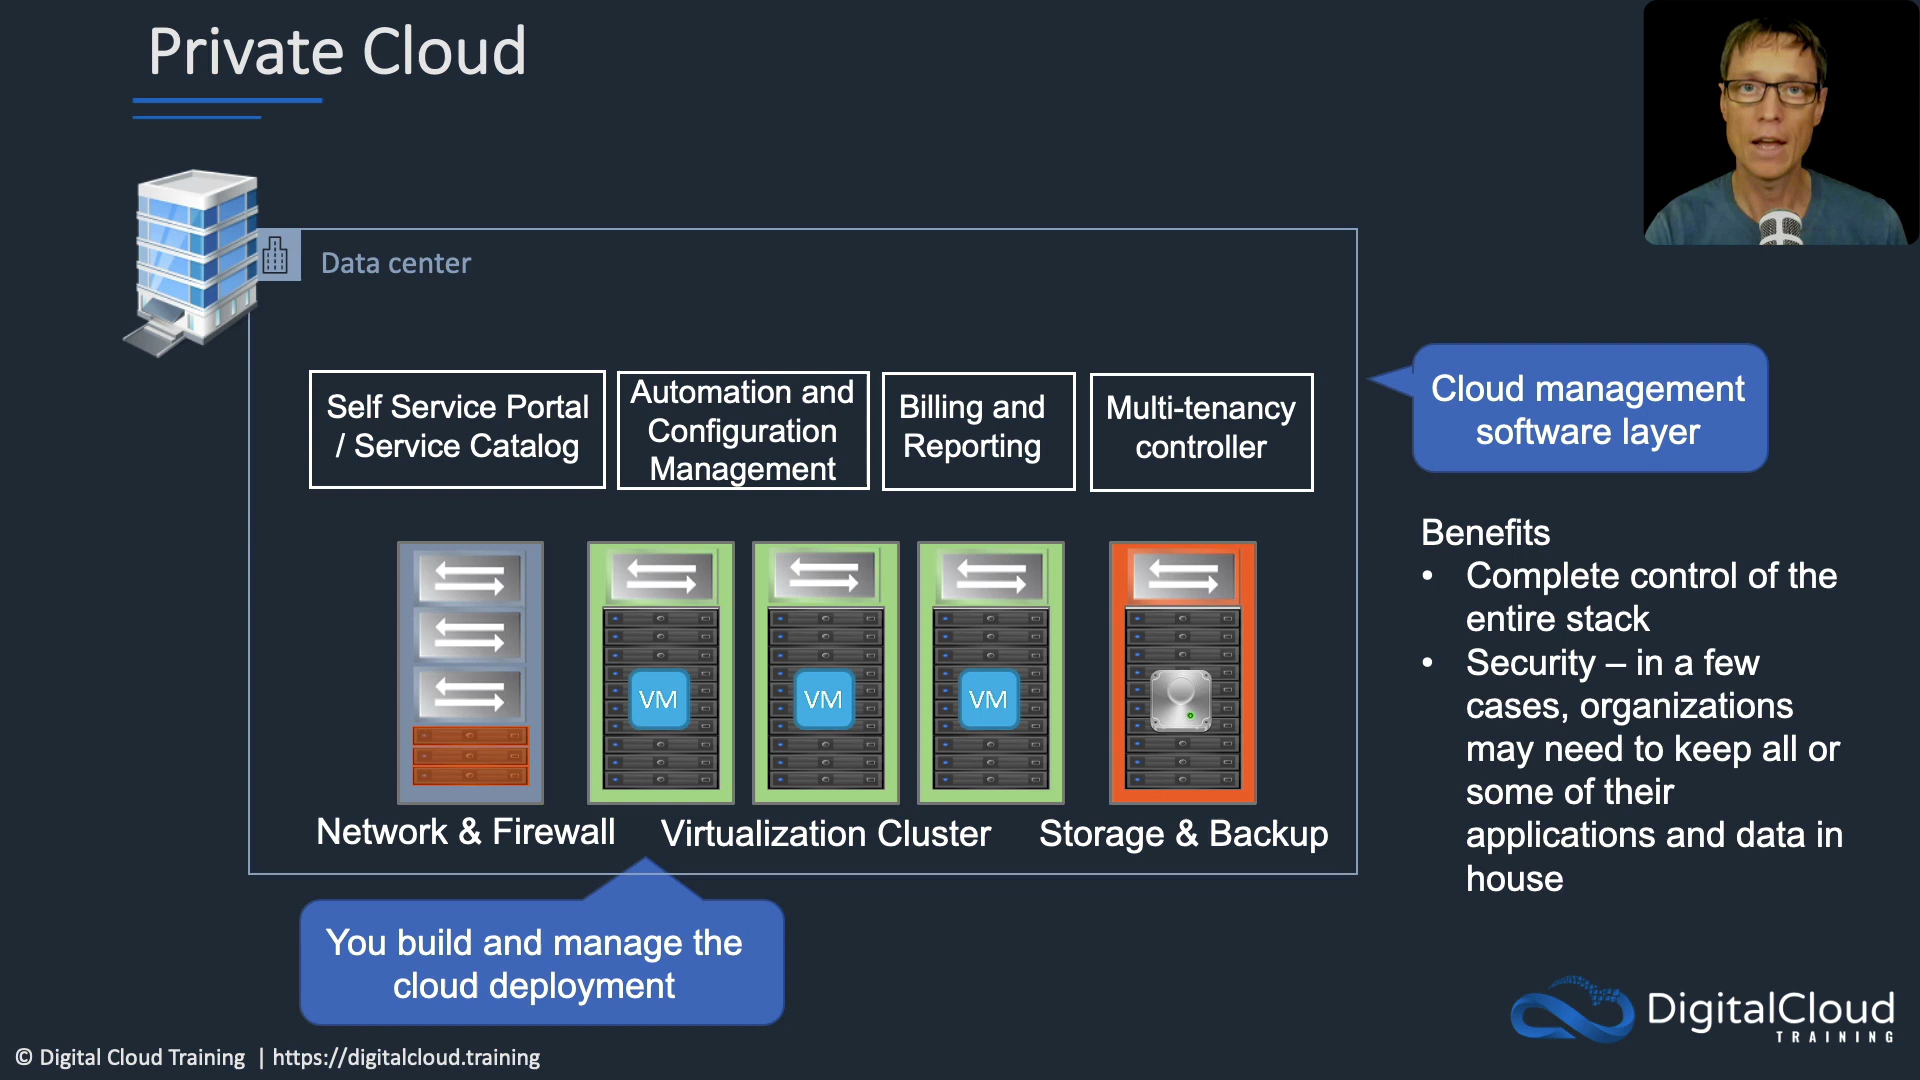 Private Cloud
Data center
Self Service Portal
/ Service Catalog
Automation and
Configuration
Management
Billing and
Reporting
Multi-tenancy
controller
Cloud management
software layer
VM
VM
VM
Network & Firewall
Virtualization Cluster
Storage & Backup
You build and manage the
cloud deployment
Benefits
• Complete control of the
entire stack
• Security – in a few
cases, organizations
may need to keep all or
some of their
applications and data in
house
DigitalCloud
TRAINING
© Digital Cloud Training | https://digitalcloud.training